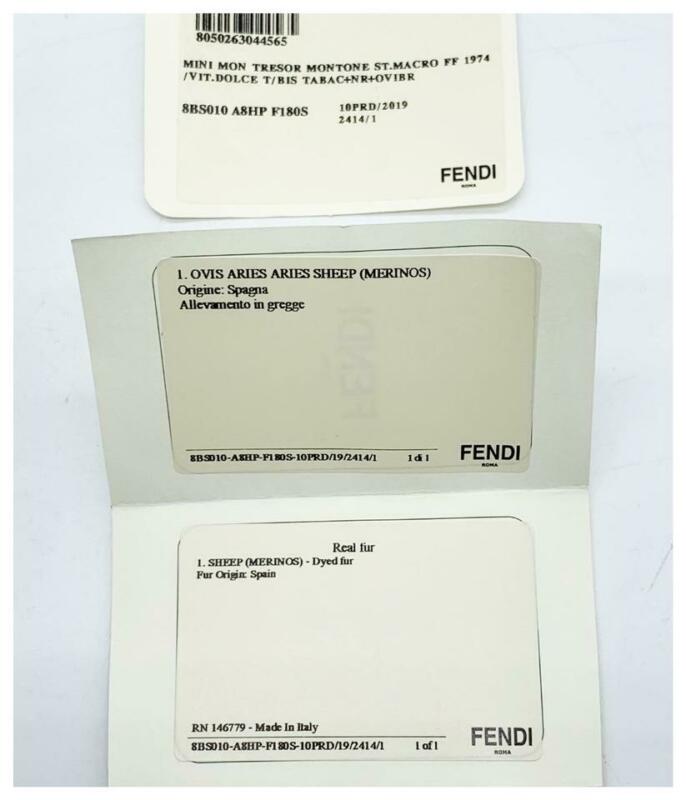 8050263044565
MINI MON TRESOR MONTONE ST.MACRO FF 1974
/VIT.DOLCE T/BIS TABAC+NR+OVIBR
8BS010 A8HP F180S
10PRD/2019
2414/1
FENDI
ROMA
1. OVIS ARIES ARIES SHEEP (MERINOS)
Origine: Spagna
Allevamento in gregge
FENDI
8BS010-A8HP-F180S-10PRD/19/2414/1 1 di 1
FENDI
ROMA
Real fur
1. SHEEP (MERINOS) - Dyed fur
Fur Origin: Spain
RN 146779 - Made In Italy
8BS010-A8HP-F180S-10PRD/19/2414/1 1 of 1
FENDI
ROMA